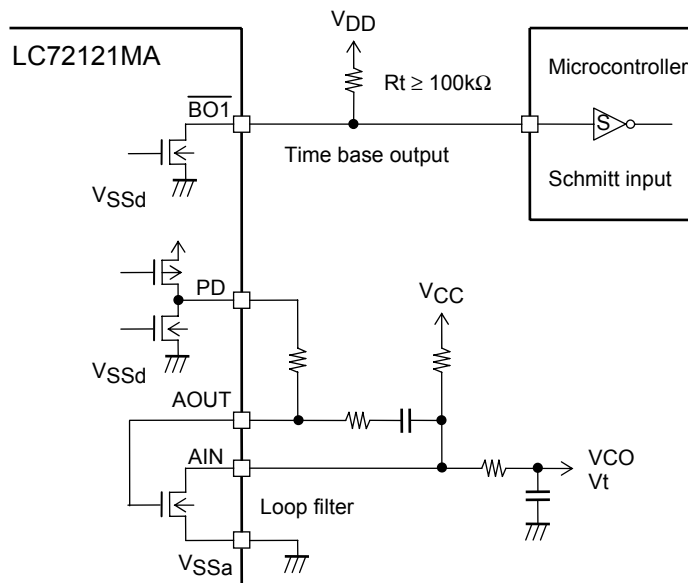 LC72121MA
VDD
Rt ≥ 100kΩ
Microcontroller
BO1
S
Time base output
Schmitt input
VSSd
PD
VCC
VSSd
AOUT
AIN
VCO
Vt
Loop filter
VSSa